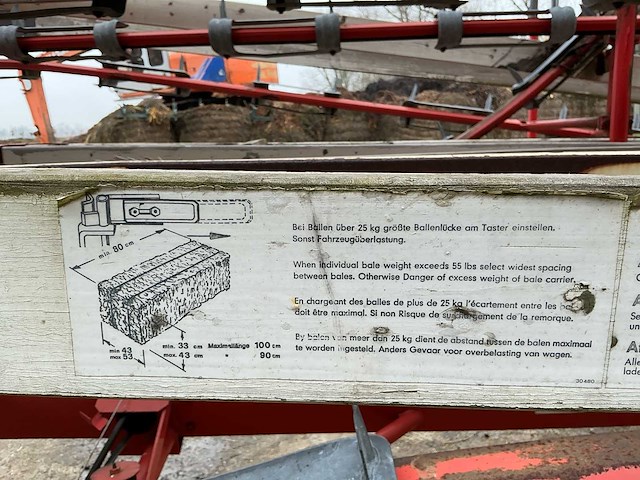 min. 80 cm
min 43
max 53
min. 33 cm Maximallänge 100 cm
max. 43 cm " 90 cm
Bei Ballen über 25 kg größte Ballenlücke am Taster einstellen.
Sonst Fahrzeugüberlastung.
When individual bale weight exceeds 55 lbs select widest spacing
between bales. Otherwise Danger of excess weight of bale carrier.
En chargeant des balles de plus de 25 kg l'écartement entre les
doit être maximal. Si non Risque de de la remorque.
By balen van meer dan 25 kg dient de abstand tussen de balen maximaal
te worden ingesteld. Anders Gevaar voor overbelasting van wagen.
30460